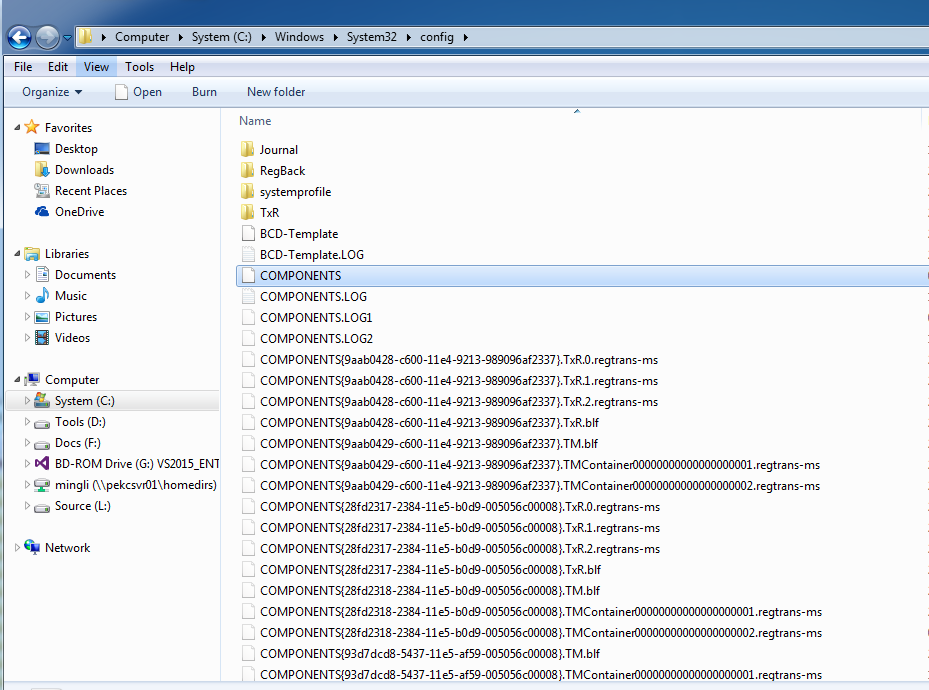 Computer System (C:) Windows System32 config
File Edit View Tools Help
Organize Open Burn New folder
Favorites
Desktop
Downloads
Recent Places
OneDrive
Libraries
Documents
Music
Pictures
Videos
Computer
System (C:)
Tools (D:)
Docs (F:)
BD-ROM Drive (G:) VS2015_ENT
mingli (\\pekcsvr01\homedirs)
Source (L:)
Network
Name
Journal
RegBack
systemprofile
TxR
BCD-Template
BCD-Template.LOG
COMPONENTS
COMPONENTS.LOG
COMPONENTS.LOG1
COMPONENTS.LOG2
COMPONENTS{9aab0428-c600-11e4-9213-989096af2337}.TxR.0.regtrans-ms
COMPONENTS{9aab0428-c600-11e4-9213-989096af2337}.TxR.1.regtrans-ms
COMPONENTS{9aab0428-c600-11e4-9213-989096af2337}.TxR.2.regtrans-ms
COMPONENTS{9aab0428-c600-11e4-9213-989096af2337}.TxR.blf
COMPONENTS{9aab0429-c600-11e4-9213-989096af2337}.TM.blf
COMPONENTS{9aab0429-c600-11e4-9213-989096af2337}.TMContainer00000000000000000001.regtrans-ms
COMPONENTS{9aab0429-c600-11e4-9213-989096af2337}.TMContainer00000000000000000002.regtrans-ms
COMPONENTS{28fd2317-2384-11e5-b0d9-005056c00008}.TxR.0.regtrans-ms
COMPONENTS{28fd2317-2384-11e5-b0d9-005056c00008}.TxR.1.regtrans-ms
COMPONENTS{28fd2317-2384-11e5-b0d9-005056c00008}.TxR.2.regtrans-ms
COMPONENTS{28fd2317-2384-11e5-b0d9-005056c00008}.TxR.blf
COMPONENTS{28fd2318-2384-11e5-b0d9-005056c00008}.TM.blf
COMPONENTS{28fd2318-2384-11e5-b0d9-005056c00008}.TMContainer00000000000000000001.regtrans-ms
COMPONENTS{28fd2318-2384-11e5-b0d9-005056c00008}.TMContainer00000000000000000002.regtrans-ms
COMPONENTS{93d7dcd8-5437-11e5-af59-005056c00008}.TM.blf
COMPONENTS{93d7dcd8-5437-11e5-af59-005056c00008}.TMContainer00000000000000000001.regtrans-ms